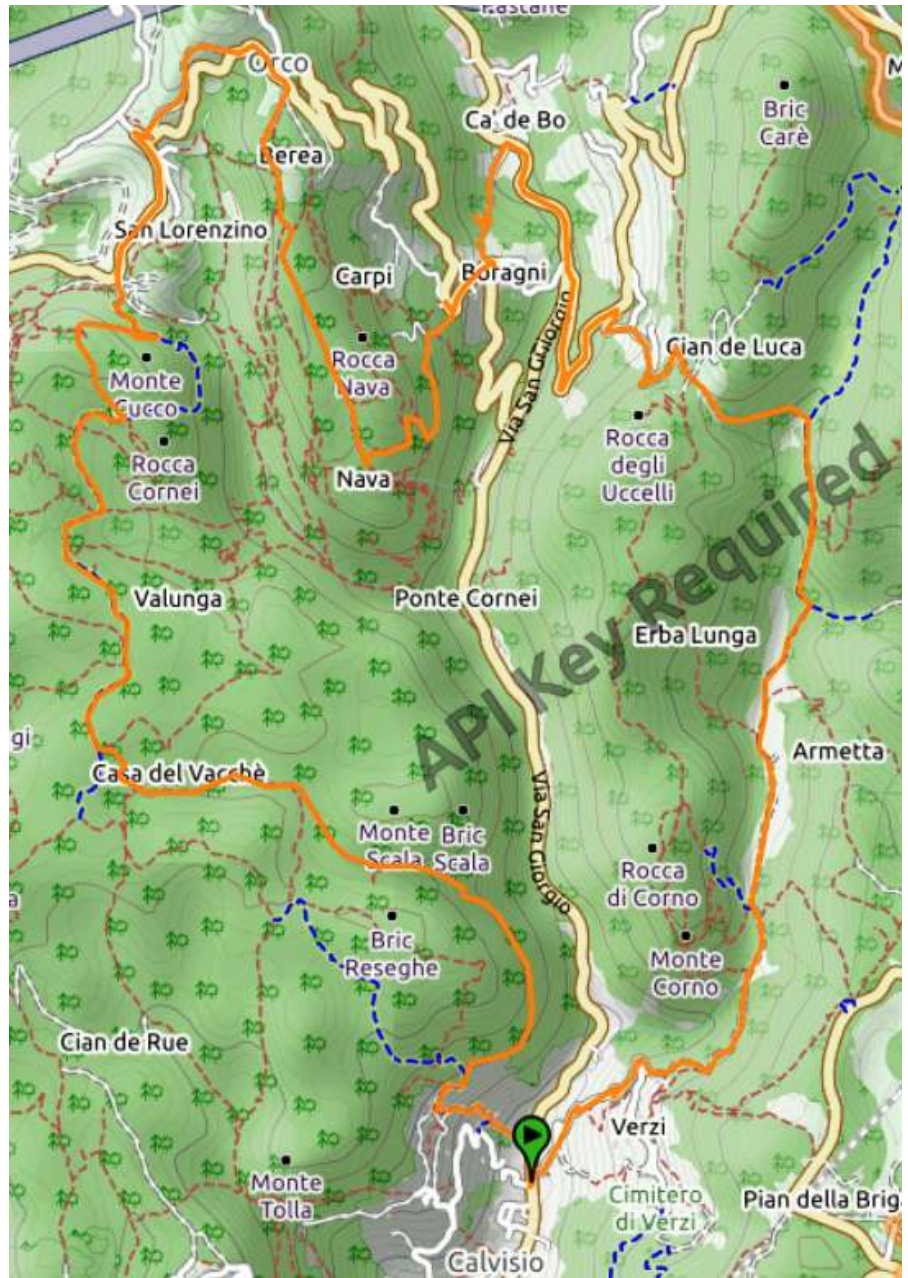 Orco
Ca' de Bo
Bric
Carè
Berea
San Lorenzino
Carpi
Boragni
Via San Giorgio
Cian de Luca
Monte
Cucco
Rocca
Nava
Rocca
Cornei
Nava
Rocca
degli
Uccelli
API Key Required
Valunga
Ponte Cornei
Erba Lunga
gi
Casa del Vacchè
Armetta
Via San Giorgio
Monte
Scala
Bric
Scala
Rocca
di Corno
a
Bric
Reseghe
Monte
Corno
Cian de Rue
Verzi
Monte
Tolla
Cimitero
di Verzi
Pian della Briga
Calvisio